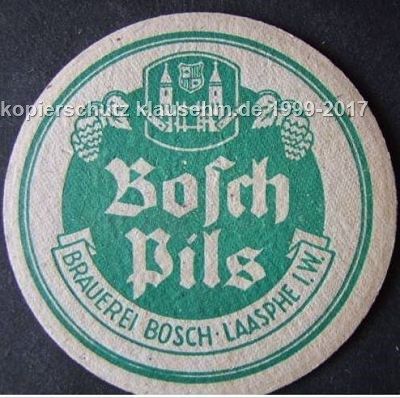 kopierschutz klausehm.de-1999-2017
Boſch
Pils
BRAUEREI BOSCH · LAASPHE I.W.